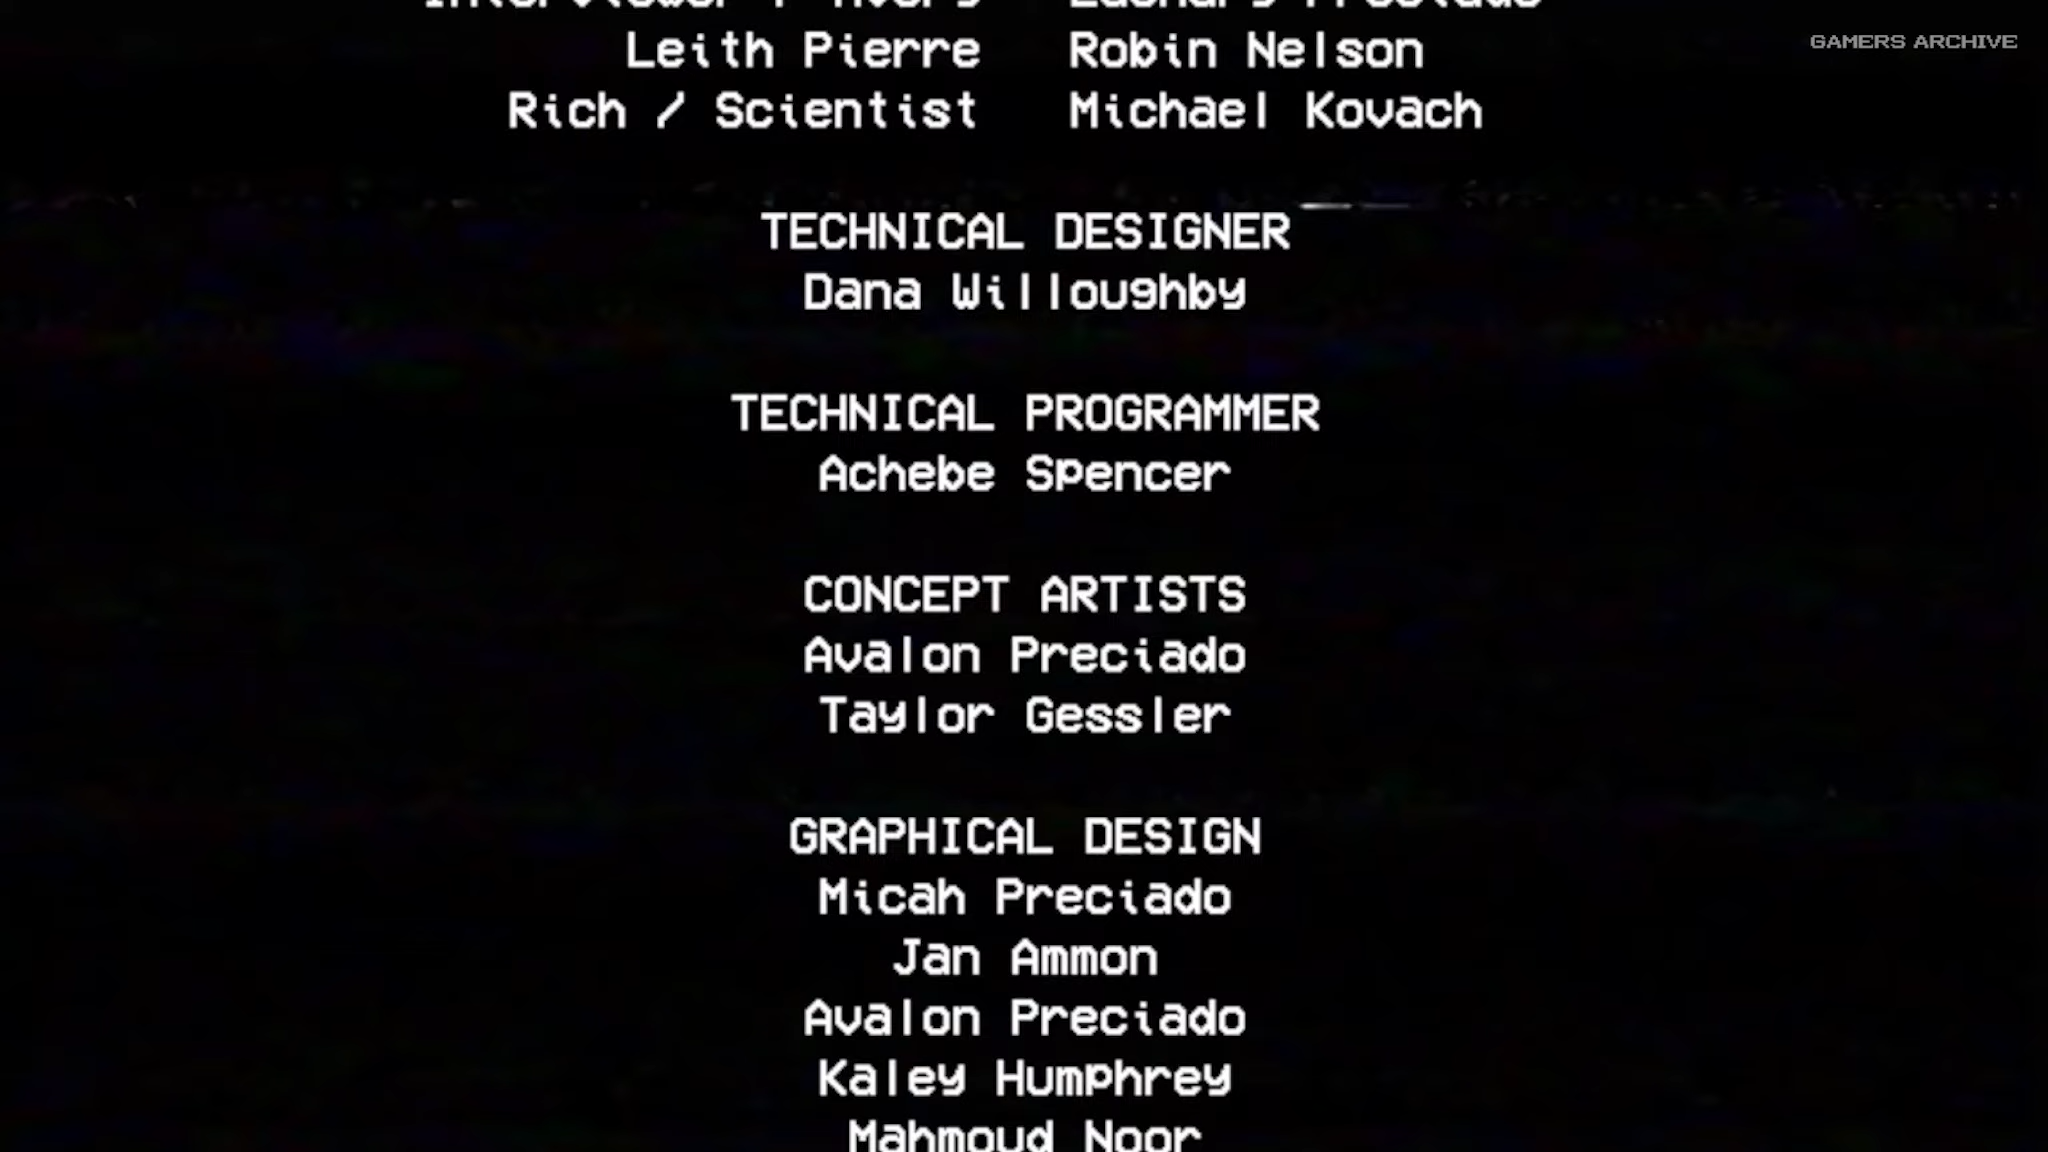 GAMERS ARCHIVE
Leith Pierre Robin Nelson
Rich / Scientist Michael Kovach
TECHNICAL DESIGNER
Dana Willoughby
TECHNICAL PROGRAMMER
Achebe Spencer
CONCEPT ARTISTS
Avalon Preciado
Taylor Gessler
GRAPHICAL DESIGN
Micah Preciado
Jan Ammon
Avalon Preciado
Kaley Humphrey
Mahmoud Noor